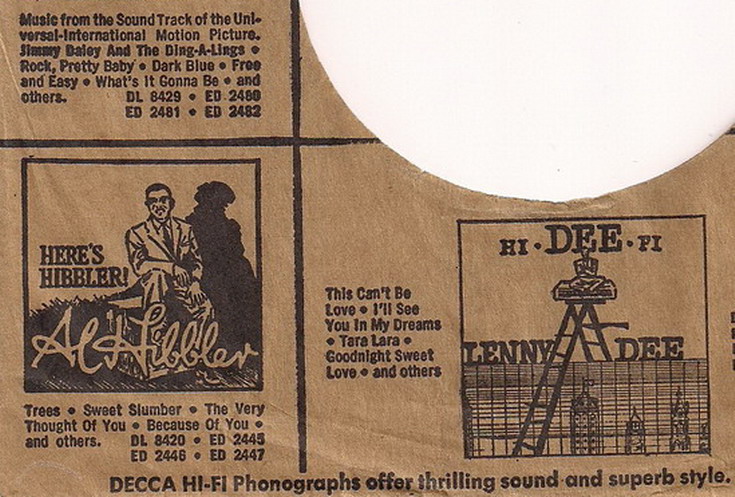 Music from the Sound Track of the Uni-
versal-International Motion Picture.
Jimmy Daley And The Ding-A-Lings •
Rock, Pretty Baby • Dark Blue • Free
and Easy • What's It Gonna Be • and
others. DL 8429 • ED 2480
ED 2481 • ED 2482
HERE'S
HIBBLER!
Al Hibbler
Trees • Sweet Slumber • The Very
Thought Of You • Because Of You •
and others. DL 8420 • ED 2445
ED 2446 • ED 2447
This Can't Be
Love • I'll See
You In My Dreams
• Tara Lara •
Goodnight Sweet
Love • and others
HI · DEE · FI
LENNY DEE
DECCA HI-FI Phonographs offer thrilling sound and superb style.